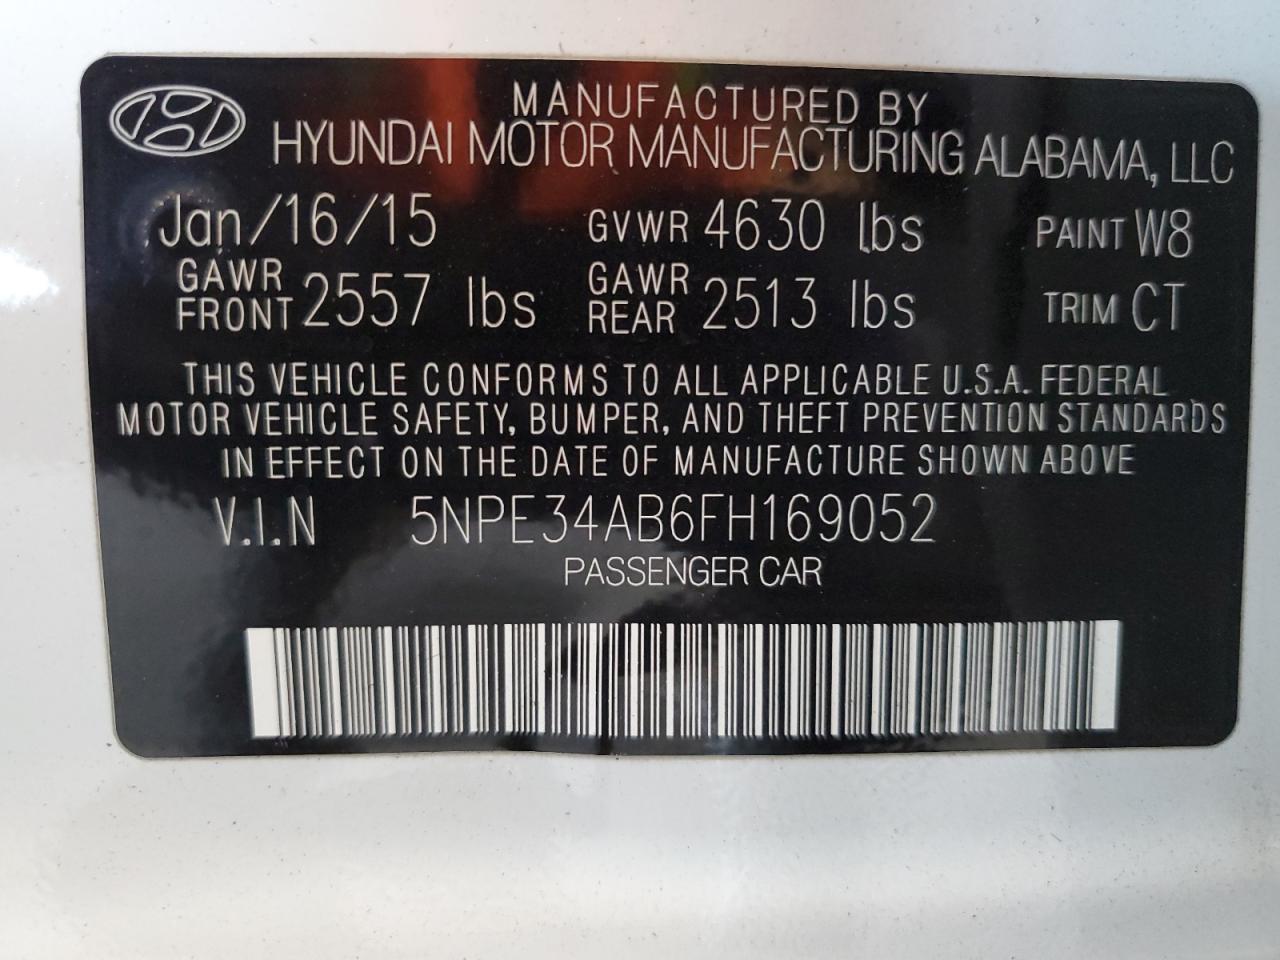 MANUFACTURED BY
HYUNDAI MOTOR MANUFACTURING ALABAMA, LLC
Jan/16/15 GVWR 4630 lbs PAINT W8
GAWR FRONT 2557 lbs GAWR REAR 2513 lbs TRIM CT
THIS VEHICLE CONFORMS TO ALL APPLICABLE U.S.A. FEDERAL
MOTOR VEHICLE SAFETY, BUMPER, AND THEFT PREVENTION STANDARDS
IN EFFECT ON THE DATE OF MANUFACTURE SHOWN ABOVE
V.I.N 5NPE34AB6FH169052
PASSENGER CAR